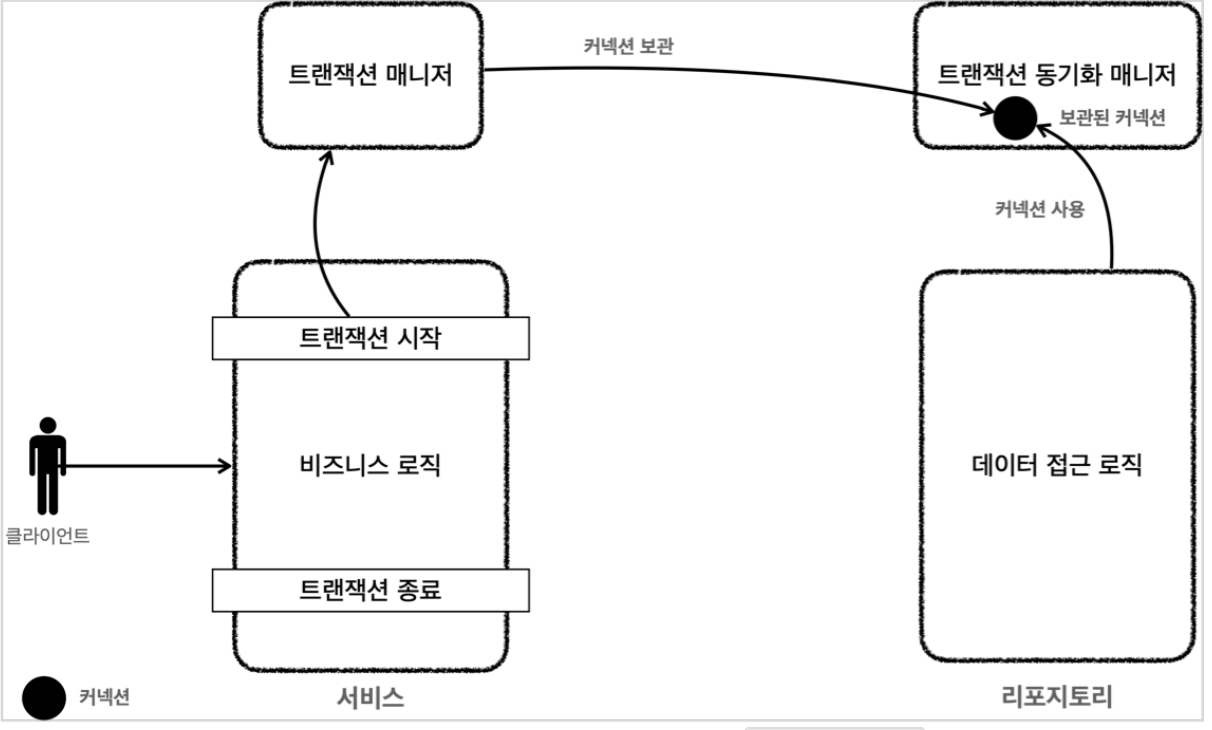 커넥션 보관
트랜잭션 매니저
트랜잭션 동기화 매니저
보관된 커넥션
커넥션 사용
트랜잭션 시작
비즈니스 로직
데이터 접근 로직
클라이언트
트랜잭션 종료
커넥션
서비스
리포지토리